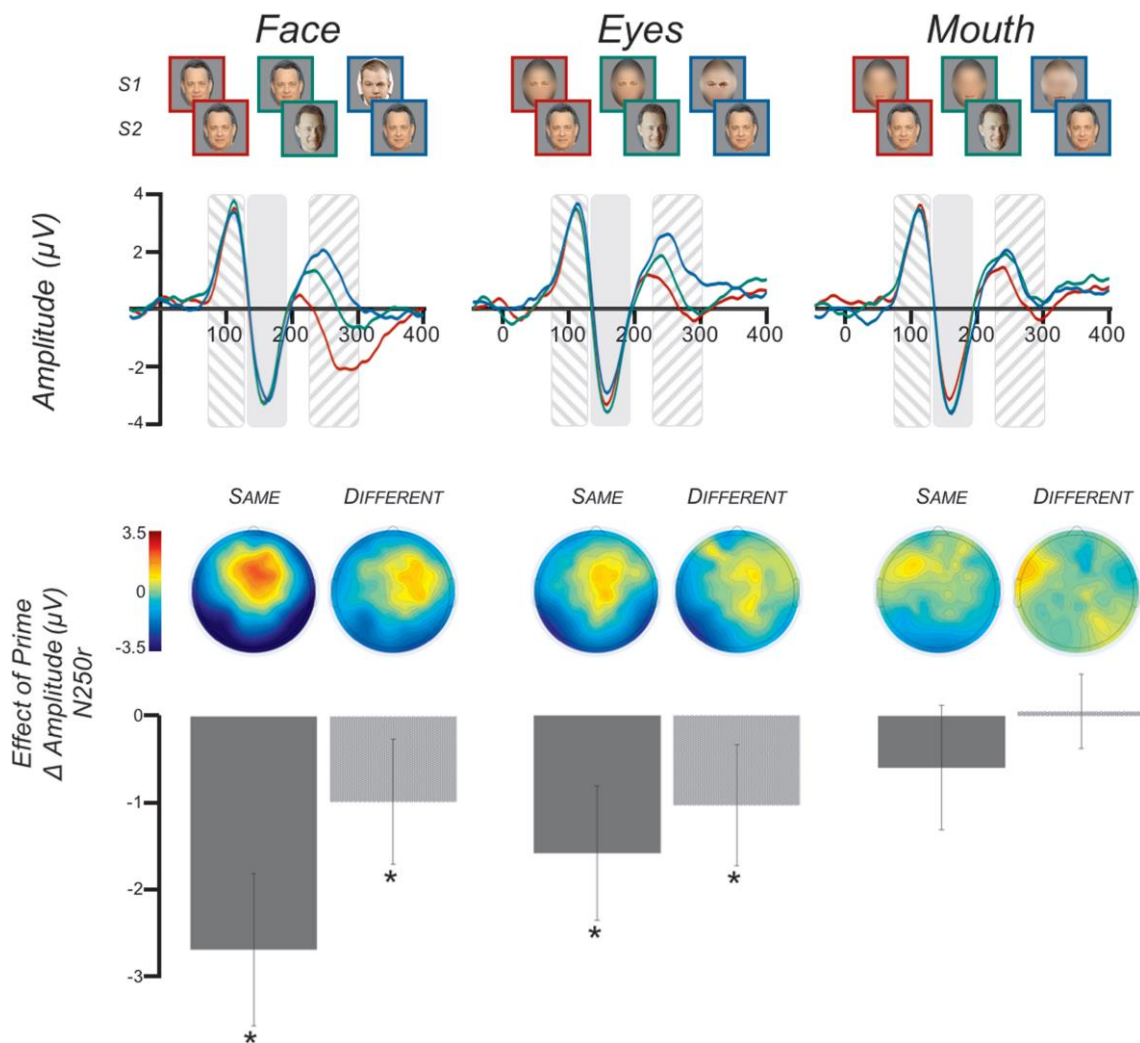 Face Eyes Mouth
S1
S2
Amplitude (µV)
4
2
0
-2
-4
100 200 300 400
0 100 200 300 400
0 100 200 300 400
SAME DIFFERENT SAME DIFFERENT SAME DIFFERENT
3.5
0
-3.5
Effect of Prime
Δ Amplitude (µV)
N250r
0
-1
-2
-3
* * * *